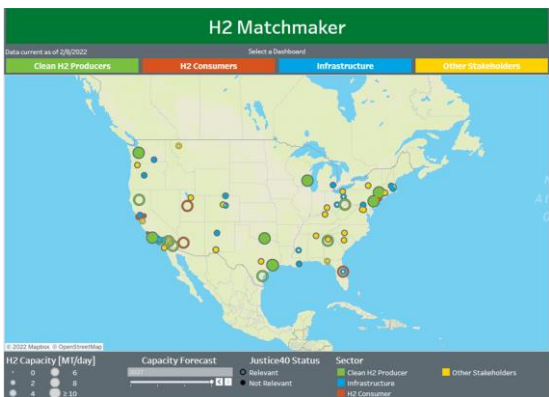 H2 Matchmaker
Data current as of 2/8/2022
Select a Dashboard
Clean H2 Producers
H2 Consumers
Infrastructure
Other Stakeholders
© 2022 Mapbox © OpenStreetMap
H2 Capacity [MT/day]
0
6
2
8
4
≥10
Capacity Forecast
Justice40 Status
Relevant
Not Relevant
Sector
Clean H2 Producer
Infrastructure
H2 Consumer
Other Stakeholders